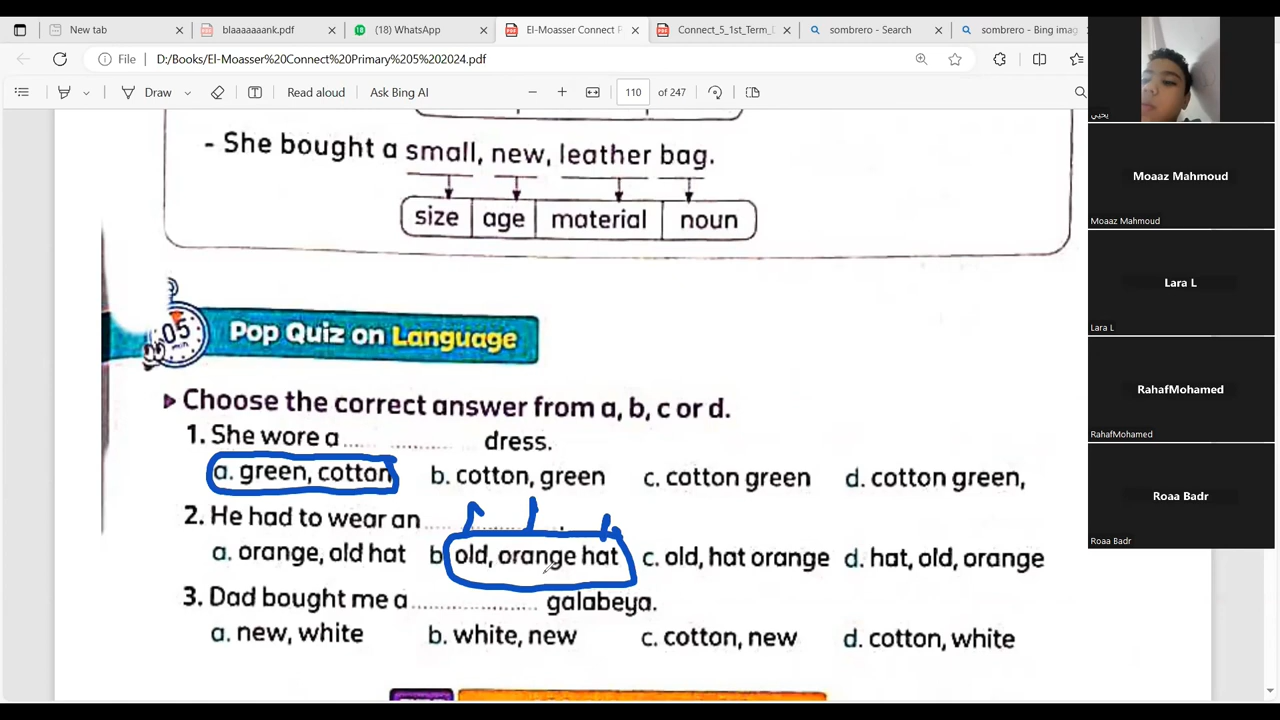 New tab
blaaaaaaank.pdf
(18) WhatsApp
El-Moasser Connect P
Connect_5_1st_Term_D
sombrero - Search
sombrero - Bing imag
File
D:/Books/El-Moasser%20Connect%20Primary%205%202024.pdf
Draw
Read aloud
Ask Bing AI
110 of 247
- She bought a small, new, leather bag.
size age material noun
05
min
Pop Quiz on Language
Choose the correct answer from a, b, c or d.
1. She wore a .................... dress.
a. green, cotton b. cotton, green c. cotton green d. cotton green,
2. He had to wear an .................... .
a. orange, old hat b. old, orange hat c. old, hat orange d. hat, old, orange
3. Dad bought me a .................... galabeya.
a. new, white b. white, new c. cotton, new d. cotton, white
يحيي
Moaaz Mahmoud
Moaaz Mahmoud
Lara L
Lara L
RahafMohamed
RahafMohamed
Roaa Badr
Roaa Badr